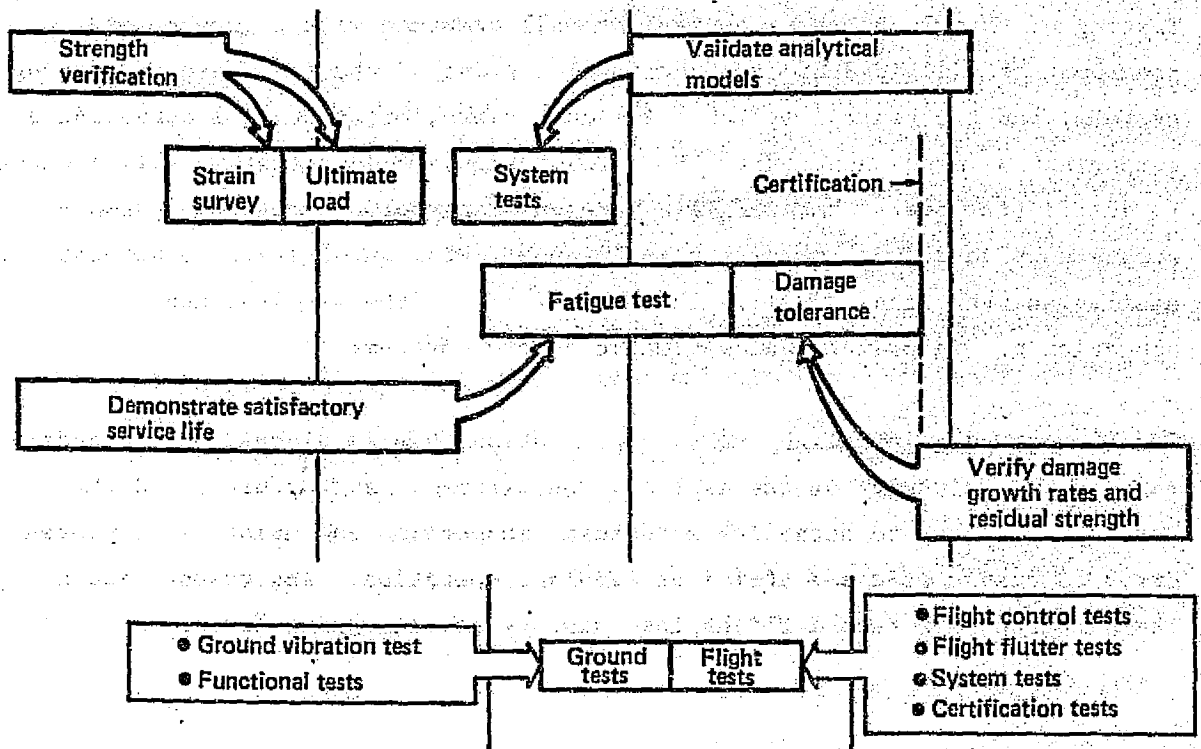 Strength
verification
Validate analytical
models
Strain
survey
Ultimate
load
System
tests
Certification
Fatigue test
Damage
tolerance
Demonstrate satisfactory
service life
Verify damage
growth rates and
residual strength
• Ground vibration test
• Functional tests
Ground
tests
Flight
tests
• Flight control tests
• Flight flutter tests
• System tests
• Certification tests